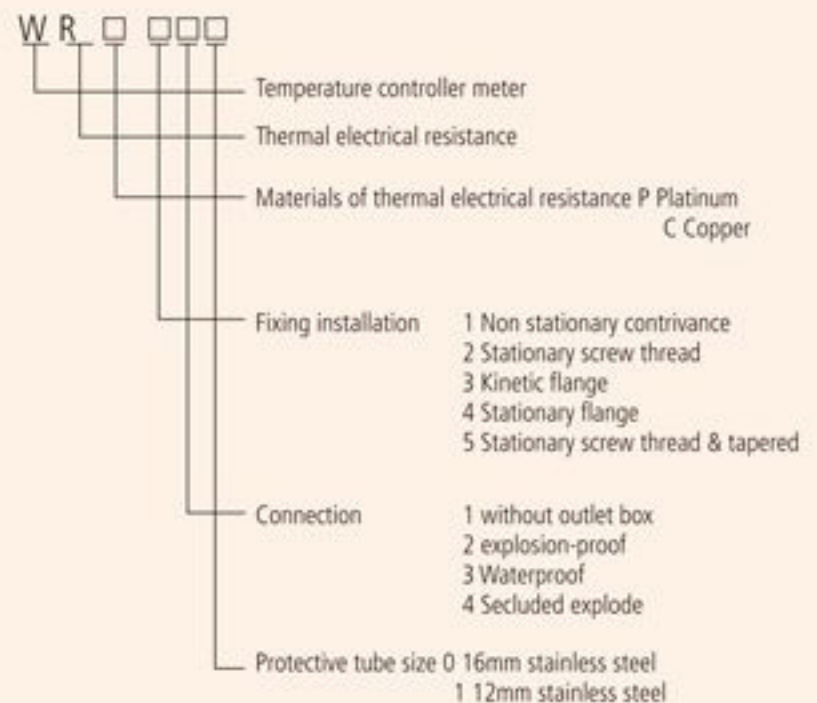 W R □ □□□
Temperature controller meter
Thermal electrical resistance
Materials of thermal electrical resistance P Platinum
C Copper
Fixing installation 1 Non stationary contrivance
2 Stationary screw thread
3 Kinetic flange
4 Stationary flange
5 Stationary screw thread & tapered
Connection 1 without outlet box
2 explosion-proof
3 Waterproof
4 Secluded explode
Protective tube size 0 16mm stainless steel
1 12mm stainless steel